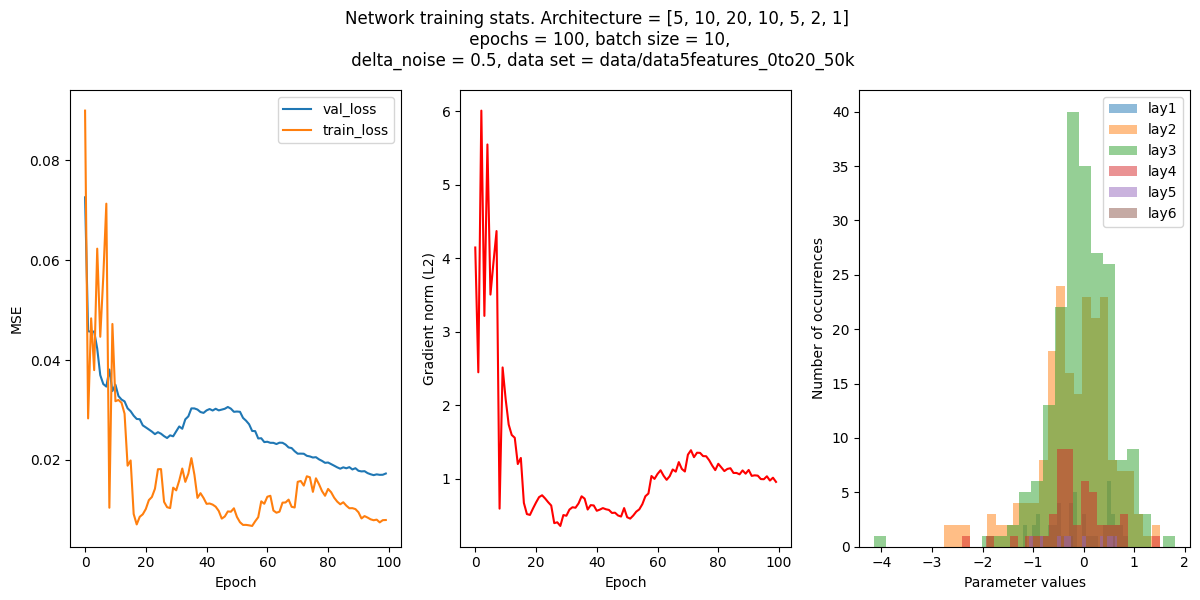 Network training stats. Architecture = [5, 10, 20, 10, 5, 2, 1]
epochs = 100, batch size = 10,
delta_noise = 0.5, data set = data/data5features_0to20_50k
MSE
0.08
0.06
0.04
0.02
val_loss
train_loss
0 20 40 60 80 100
Epoch
Gradient norm (L2)
6
5
4
3
2
1
0 20 40 60 80 100
Epoch
Number of occurrences
40
35
30
25
20
15
10
5
0
lay1
lay2
lay3
lay4
lay5
lay6
−4 −3 −2 −1 0 1 2
Parameter values